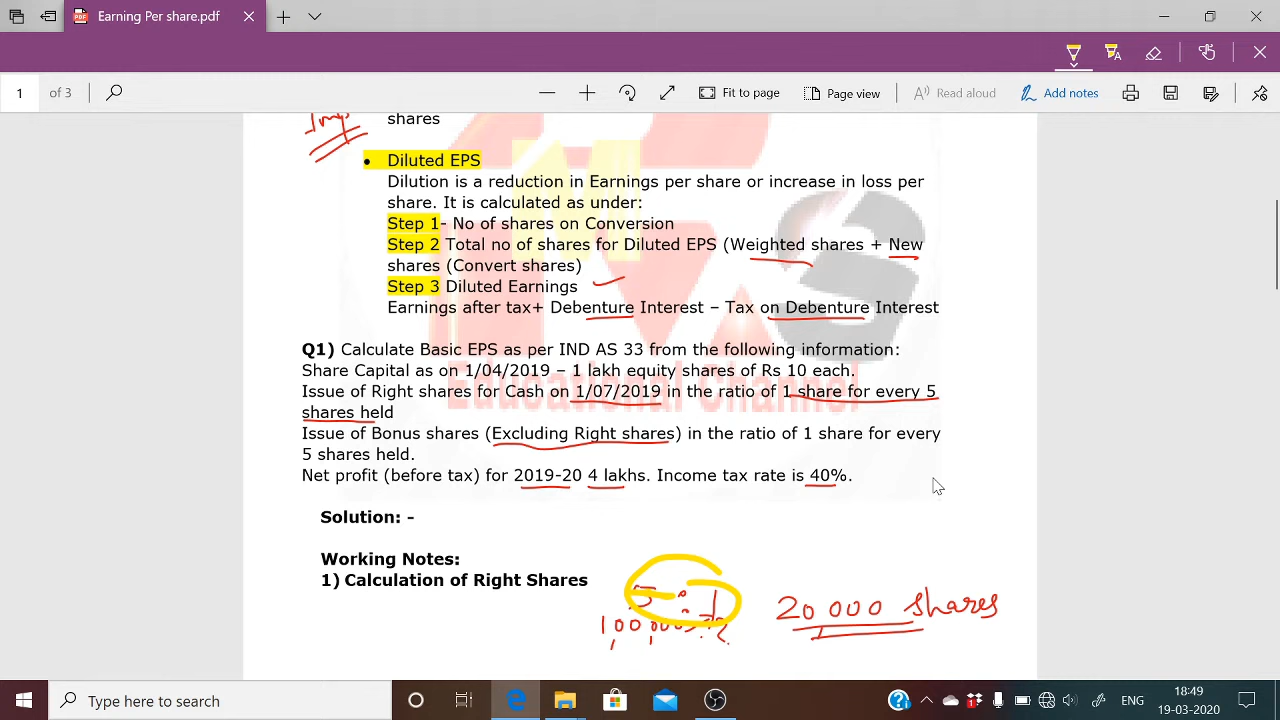 Earning Per share.pdf
1 of 3
Fit to page
Page view
Read aloud
Add notes
Imp
shares
• Diluted EPS
Dilution is a reduction in Earnings per share or increase in loss per
share. It is calculated as under:
Step 1- No of shares on Conversion
Step 2 Total no of shares for Diluted EPS (Weighted shares + New
shares (Convert shares)
Step 3 Diluted Earnings
Earnings after tax+ Debenture Interest – Tax on Debenture Interest
Q1) Calculate Basic EPS as per IND AS 33 from the following information:
Share Capital as on 1/04/2019 – 1 lakh equity shares of Rs 10 each.
Issue of Right shares for Cash on 1/07/2019 in the ratio of 1 share for every 5
shares held
Issue of Bonus shares (Excluding Right shares) in the ratio of 1 share for every
5 shares held.
Net profit (before tax) for 2019-20 4 lakhs. Income tax rate is 40%.
Educational Channel
Solution: -
Working Notes:
1) Calculation of Right Shares
5 : 1
20000 shares
Type here to search
ENG
18:49
19-03-2020